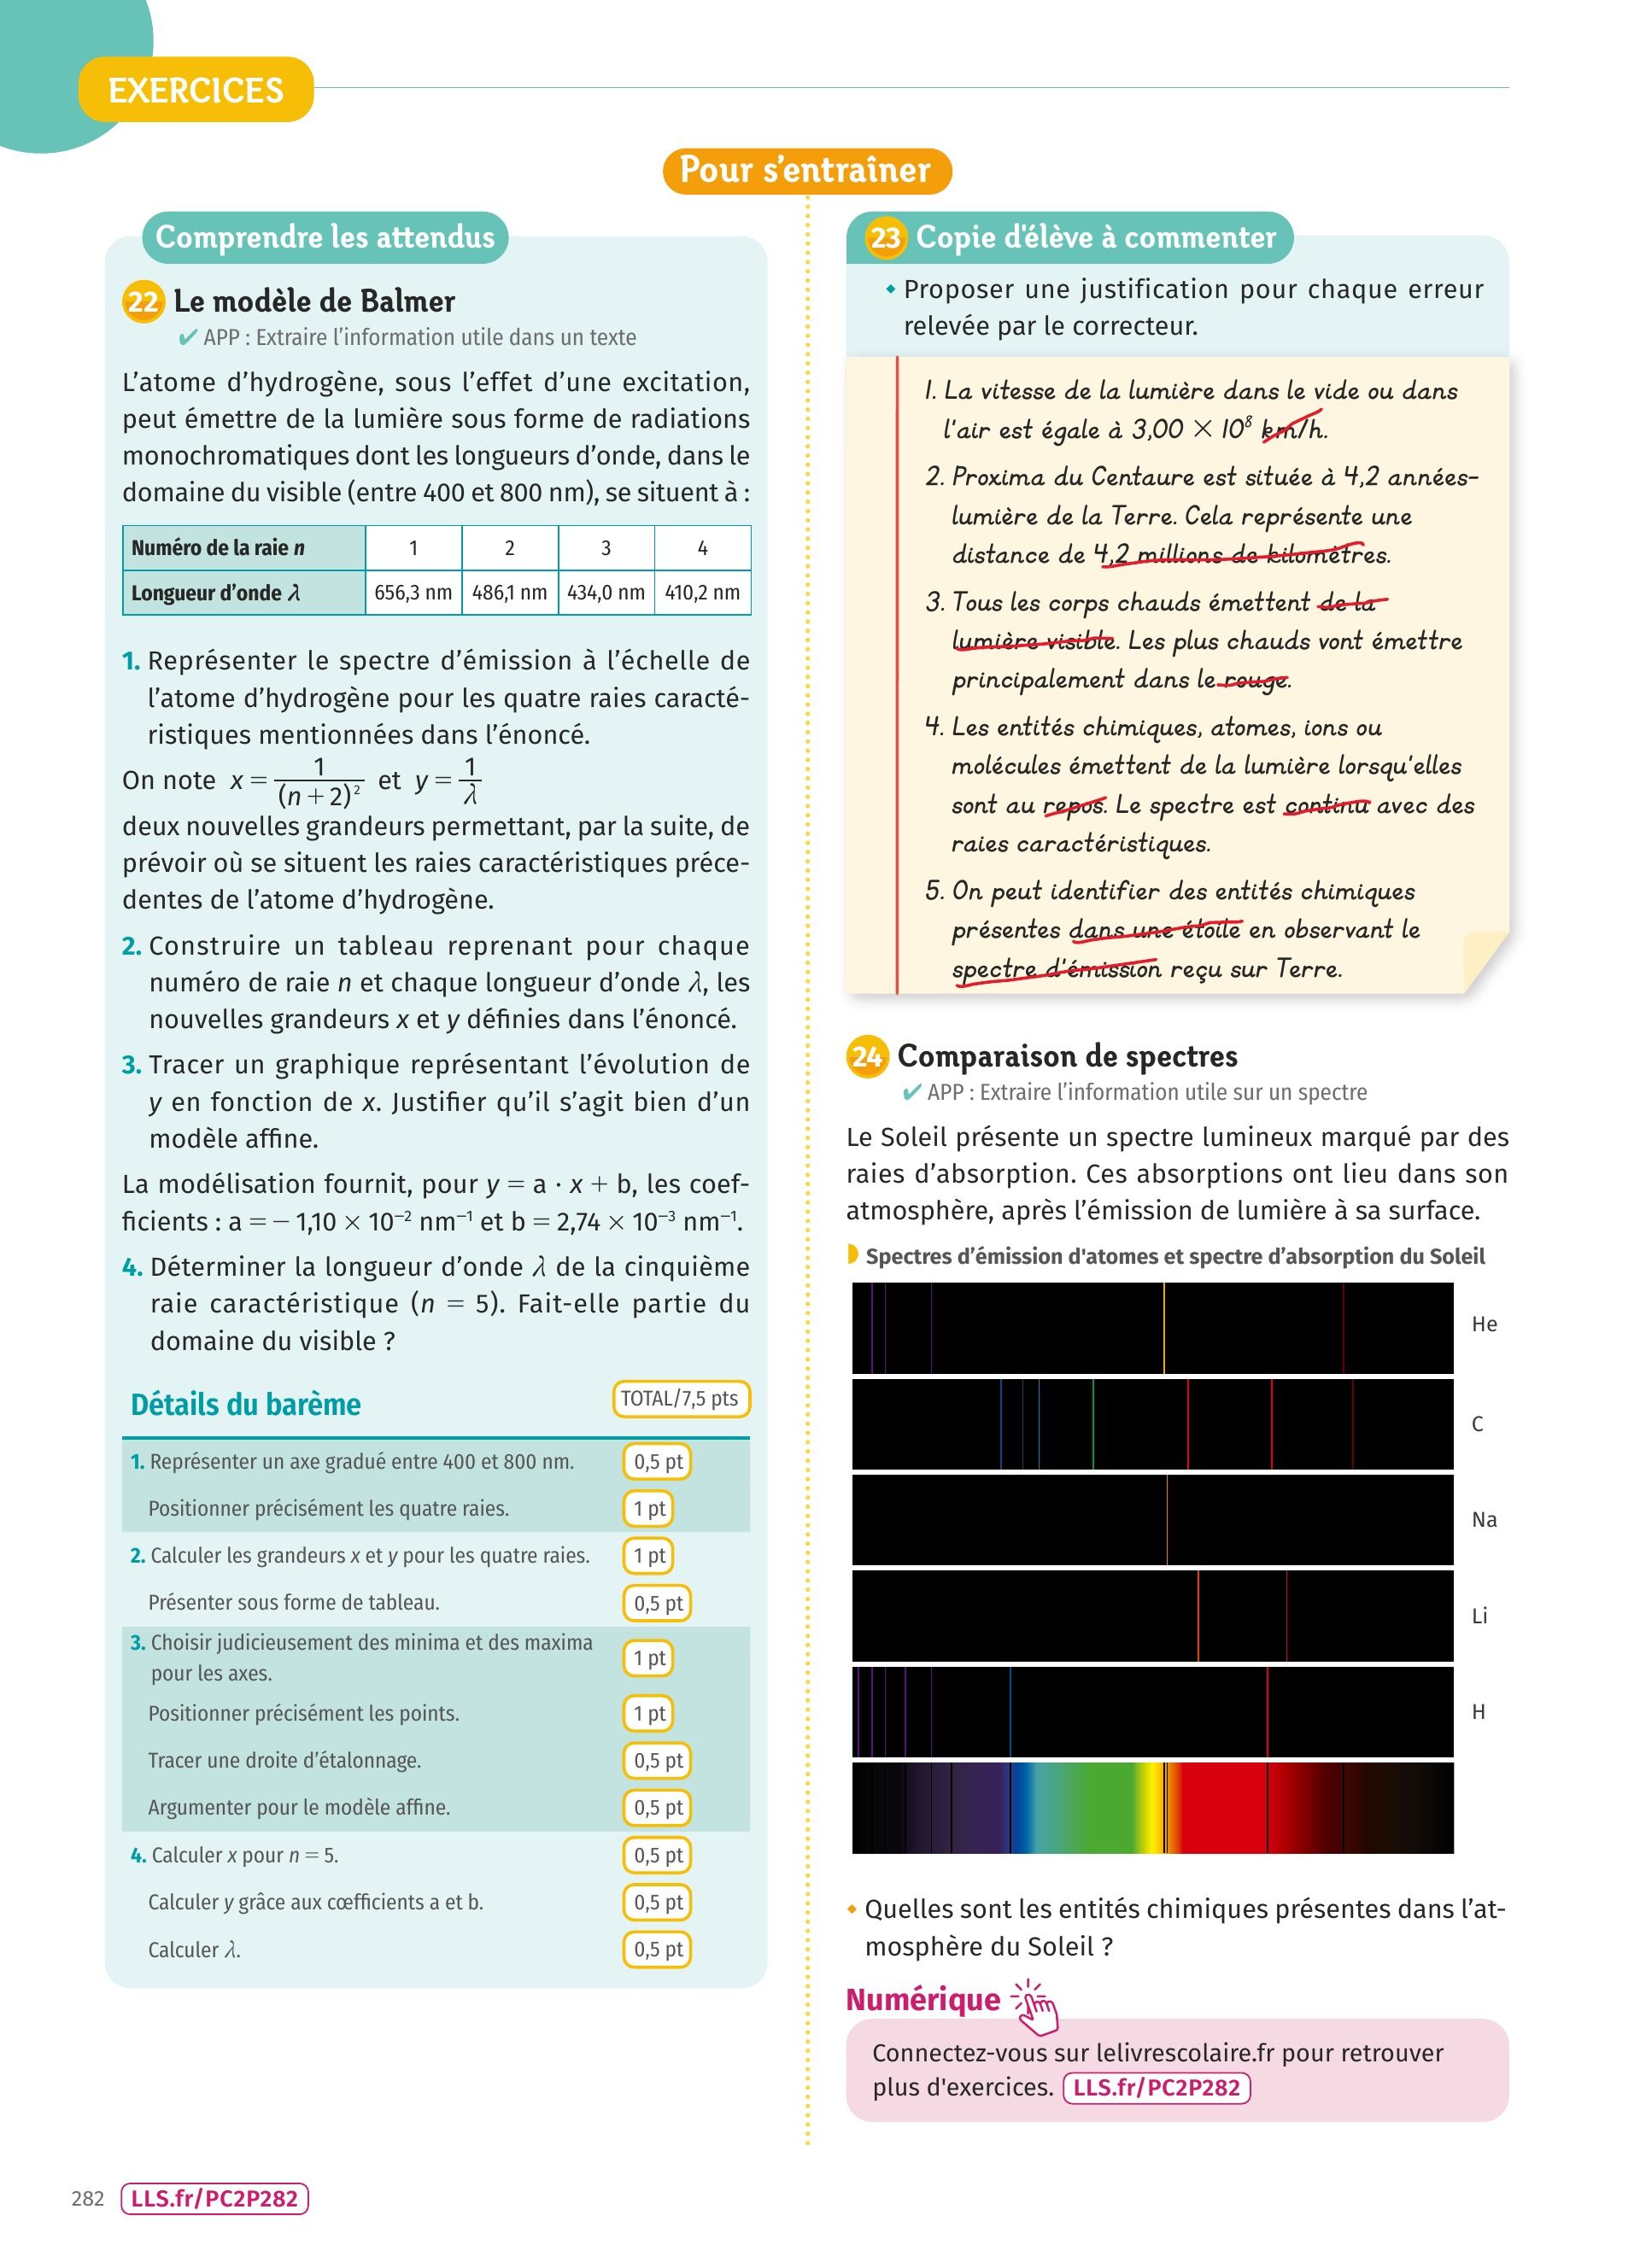 EXERCICES
Pour s'entraîner
Comprendre les attendus
22 Le modèle de Balmer
✔ APP : Extraire l'information utile dans un texte
L'atome d'hydrogène, sous l'effet d'une excitation,
peut émettre de la lumière sous forme de radiations
monochromatiques dont les longueurs d'onde, dans le
domaine du visible (entre 400 et 800 nm), se situent à :
Numéro de la raie n 1 2 3 4
Longueur d'onde λ 656,3 nm 486,1 nm 434,0 nm 410,2 nm
1. Représenter le spectre d'émission à l'échelle de
l'atome d'hydrogène pour les quatre raies caracté-
ristiques mentionnées dans l'énoncé.
On note x = 1/(n + 2)² et y = 1/λ
deux nouvelles grandeurs permettant, par la suite, de
prévoir où se situent les raies caractéristiques préce-
dentes de l'atome d'hydrogène.
2. Construire un tableau reprenant pour chaque
numéro de raie n et chaque longueur d'onde λ, les
nouvelles grandeurs x et y définies dans l'énoncé.
3. Tracer un graphique représentant l'évolution de
y en fonction de x. Justifier qu'il s'agit bien d'un
modèle affine.
La modélisation fournit, pour y = a · x + b, les coef-
ficients : a = − 1,10 × 10⁻² nm⁻¹ et b = 2,74 × 10⁻³ nm⁻¹.
4. Déterminer la longueur d'onde λ de la cinquième
raie caractéristique (n = 5). Fait-elle partie du
domaine du visible ?
Détails du barème TOTAL/7,5 pts
1. Représenter un axe gradué entre 400 et 800 nm. 0,5 pt
Positionner précisément les quatre raies. 1 pt
2. Calculer les grandeurs x et y pour les quatre raies. 1 pt
Présenter sous forme de tableau. 0,5 pt
3. Choisir judicieusement des minima et des maxima
pour les axes. 1 pt
Positionner précisément les points. 1 pt
Tracer une droite d'étalonnage. 0,5 pt
Argumenter pour le modèle affine. 0,5 pt
4. Calculer x pour n = 5. 0,5 pt
Calculer y grâce aux cœfficients a et b. 0,5 pt
Calculer λ. 0,5 pt
23 Copie d'élève à commenter
Proposer une justification pour chaque erreur
relevée par le correcteur.
1. La vitesse de la lumière dans le vide ou dans
l'air est égale à 3,00 × 10⁸ km/h.
2. Proxima du Centaure est située à 4,2 années-
lumière de la Terre. Cela représente une
distance de 4,2 millions de kilomètres.
3. Tous les corps chauds émettent de la
lumière visible. Les plus chauds vont émettre
principalement dans le rouge.
4. Les entités chimiques, atomes, ions ou
molécules émettent de la lumière lorsqu'elles
sont au repos. Le spectre est continu avec des
raies caractéristiques.
5. On peut identifier des entités chimiques
présentes dans une étoile en observant le
spectre d'émission reçu sur Terre.
24 Comparaison de spectres
✔ APP : Extraire l'information utile sur un spectre
Le Soleil présente un spectre lumineux marqué par des
raies d'absorption. Ces absorptions ont lieu dans son
atmosphère, après l'émission de lumière à sa surface.
Spectres d'émission d'atomes et spectre d'absorption du Soleil
He
C
Na
Li
H
Quelles sont les entités chimiques présentes dans l'at-
mosphère du Soleil ?
Numérique
Connectez-vous sur lelivrescolaire.fr pour retrouver
plus d'exercices. LLS.fr/PC2P282
282 LLS.fr/PC2P282